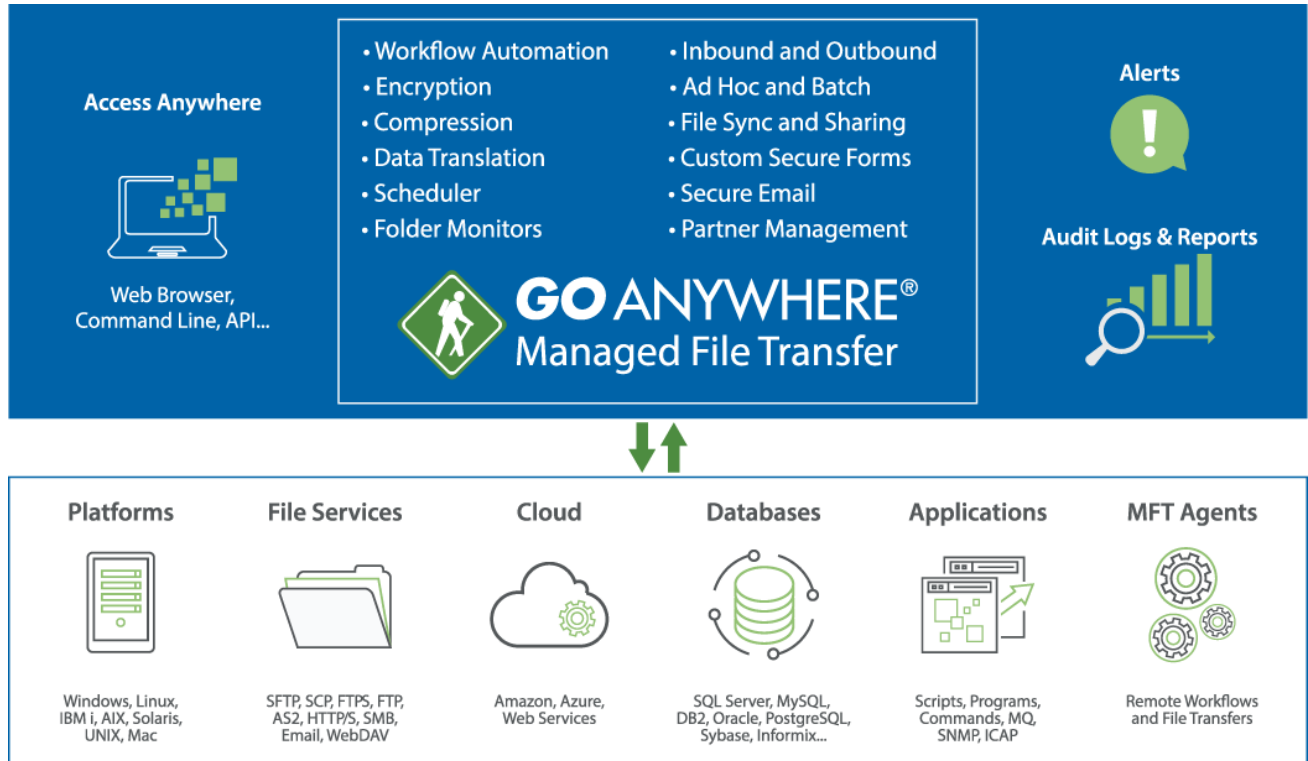 Access Anywhere
Web Browser,
Command Line, API...
• Workflow Automation
• Encryption
• Compression
• Data Translation
• Scheduler
• Folder Monitors
• Inbound and Outbound
• Ad Hoc and Batch
• File Sync and Sharing
• Custom Secure Forms
• Secure Email
• Partner Management
GO ANYWHERE®
Managed File Transfer
Alerts
!
Audit Logs & Reports
Platforms
Windows, Linux,
IBM i, AIX, Solaris,
UNIX, Mac
File Services
SFTP, SCP, FTPS, FTP,
AS2, HTTP/S, SMB,
Email, WebDAV
Cloud
Amazon, Azure,
Web Services
Databases
SQL Server, MySQL,
DB2, Oracle, PostgreSQL,
Sybase, Informix...
Applications
Scripts, Programs,
Commands, MQ,
SNMP, ICAP
MFT Agents
Remote Workflows
and File Transfers